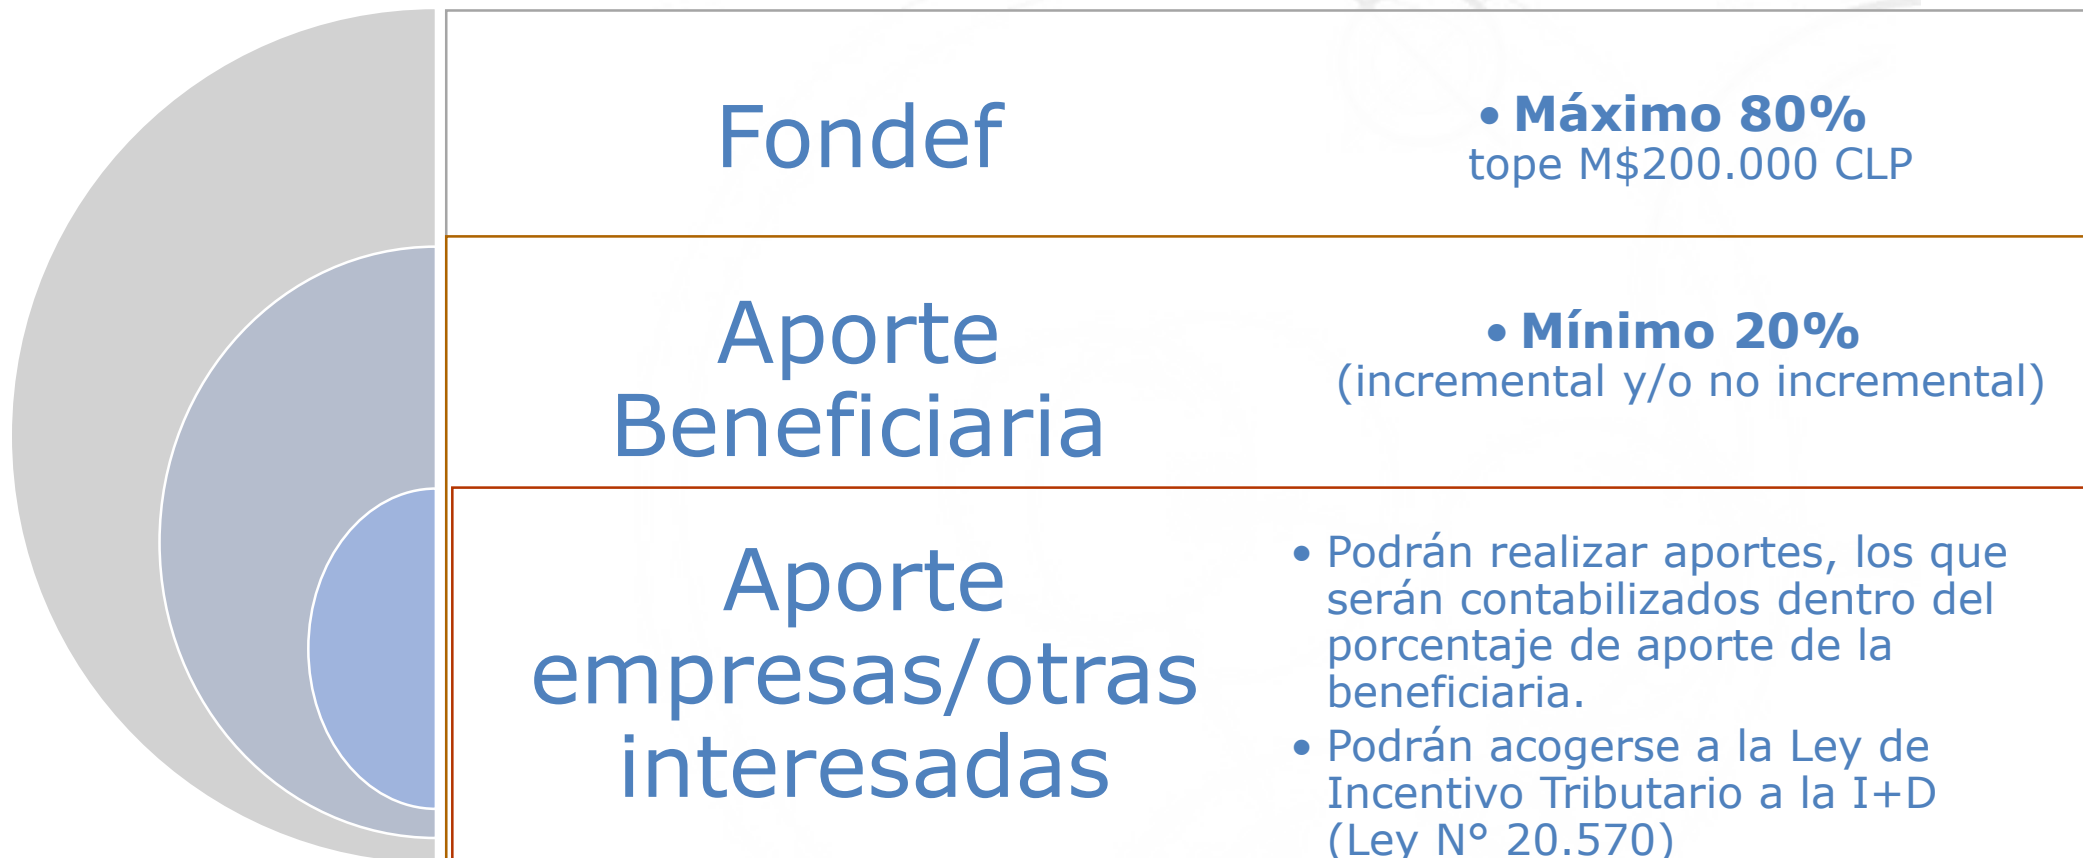 Fondef
• Máximo 80%
tope M$200.000 CLP
Aporte
Beneficiaria
• Mínimo 20%
(incremental y/o no incremental)
Aporte
empresas/otras
interesadas
• Podrán realizar aportes, los que
serán contabilizados dentro del
porcentaje de aporte de la
beneficiaria.
• Podrán acogerse a la Ley de
Incentivo Tributario a la I+D
(Ley N° 20.570)